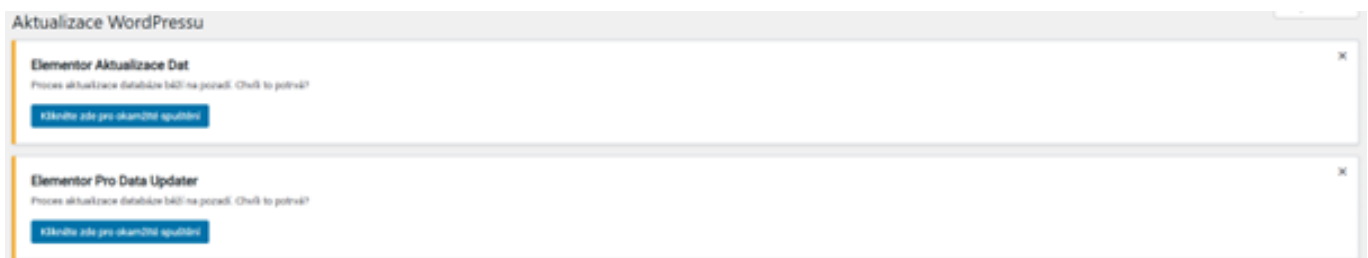 Aktualizace WordPressu
Elementor Aktualizace Dat
Proces aktualizace databáze běží na pozadí. Chvíli to potrvá?
Klikněte zde pro okamžité spuštění
Elementor Pro Data Updater
Proces aktualizace databáze běží na pozadí. Chvíli to potrvá?
Klikněte zde pro okamžité spuštění